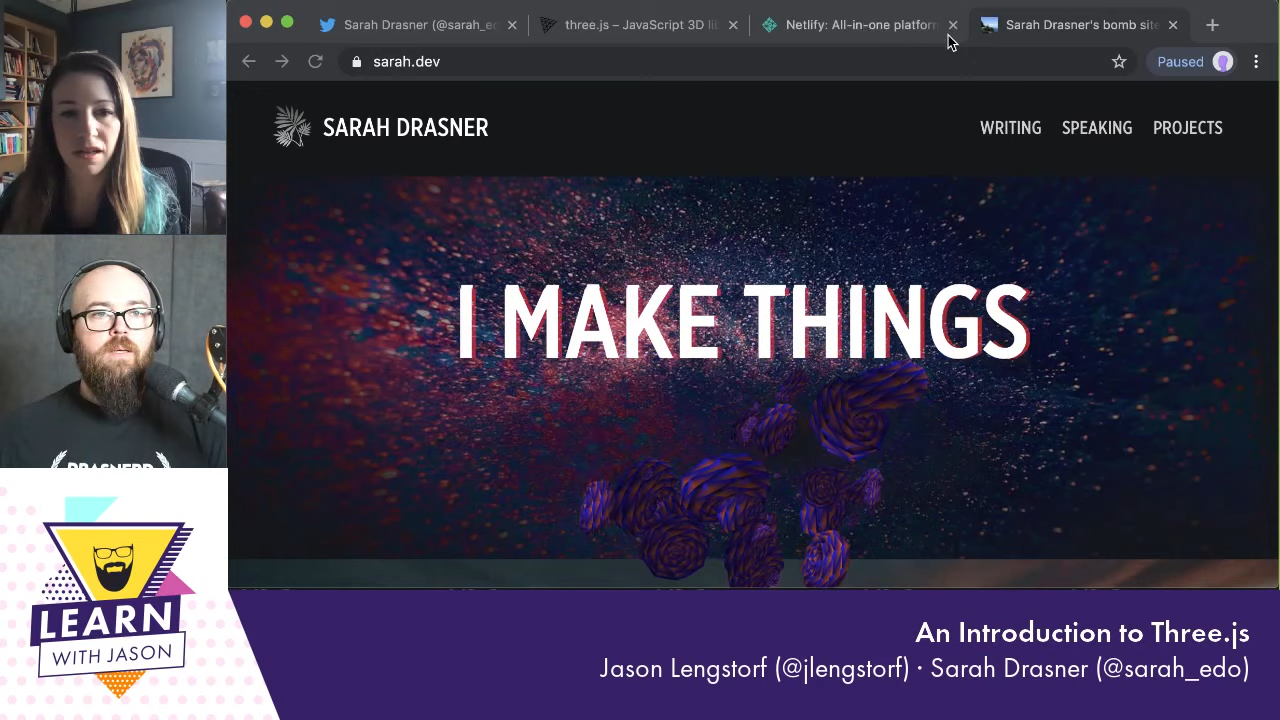 Sarah Drasner (@sarah_ed
three.js – JavaScript 3D li
Netlify: All-in-one platform
Sarah Drasner's bomb site
sarah.dev
Paused
SARAH DRASNER
WRITING
SPEAKING
PROJECTS
I MAKE THINGS
DRASNERD
LEARN
WITH JASON
An Introduction to Three.js
Jason Lengstorf (@jlengstorf) · Sarah Drasner (@sarah_edo)